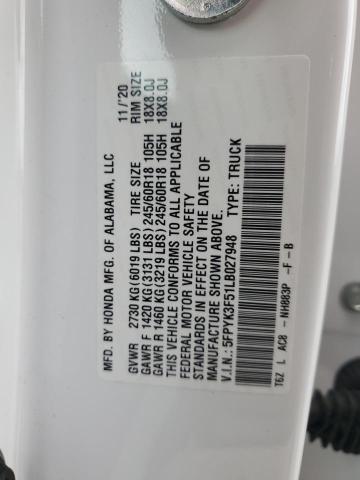 MFD. BY HONDA MFG. OF ALABAMA, LLC 11/'20
GVWR 2730 KG(6019 LBS) TIRE SIZE RIM SIZE
GAWR F 1420 KG(3131 LBS) 245/60R18 105H 18X8.0J
GAWR R 1460 KG(3219 LBS) 245/60R18 105H 18X8.0J
THIS VEHICLE CONFORMS TO ALL APPLICABLE
FEDERAL MOTOR VEHICLE SAFETY
STANDARDS IN EFFECT ON THE DATE OF
MANUFACTURE SHOWN ABOVE.
V.I.N.: 5FPYK3F51LB027948 TYPE: TRUCK
T6Z L AC8 - NH883P -F - B